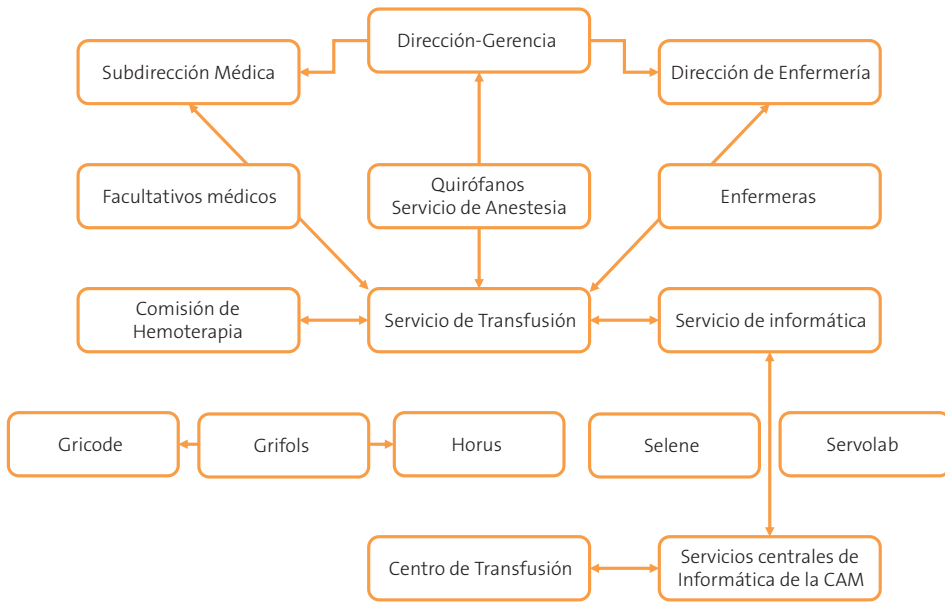 Dirección-Gerencia
Subdirección Médica
Dirección de Enfermería
Facultativos médicos
Quirófanos
Servicio de Anestesia
Enfermeras
Comisión de
Hemoterapia
Servicio de Transfusión
Servicio de informática
Gricode
Grifols
Horus
Selene
Servolab
Centro de Transfusión
Servicios centrales de
Informática de la CAM